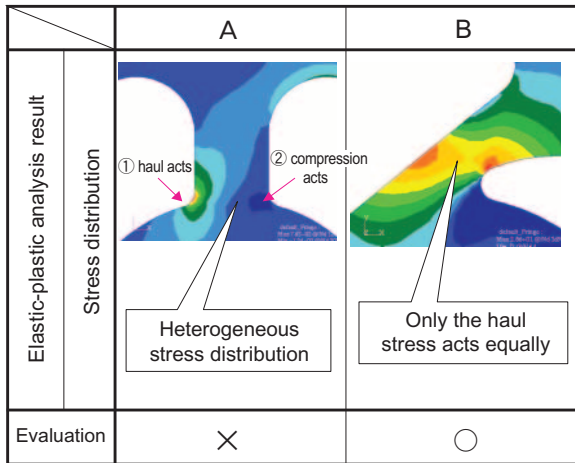 A
B
Elastic-plastic analysis result
Stress distribution
① haul acts
② compression
acts
Heterogeneous
stress distribution
Only the haul
stress acts equally
Evaluation
×
○